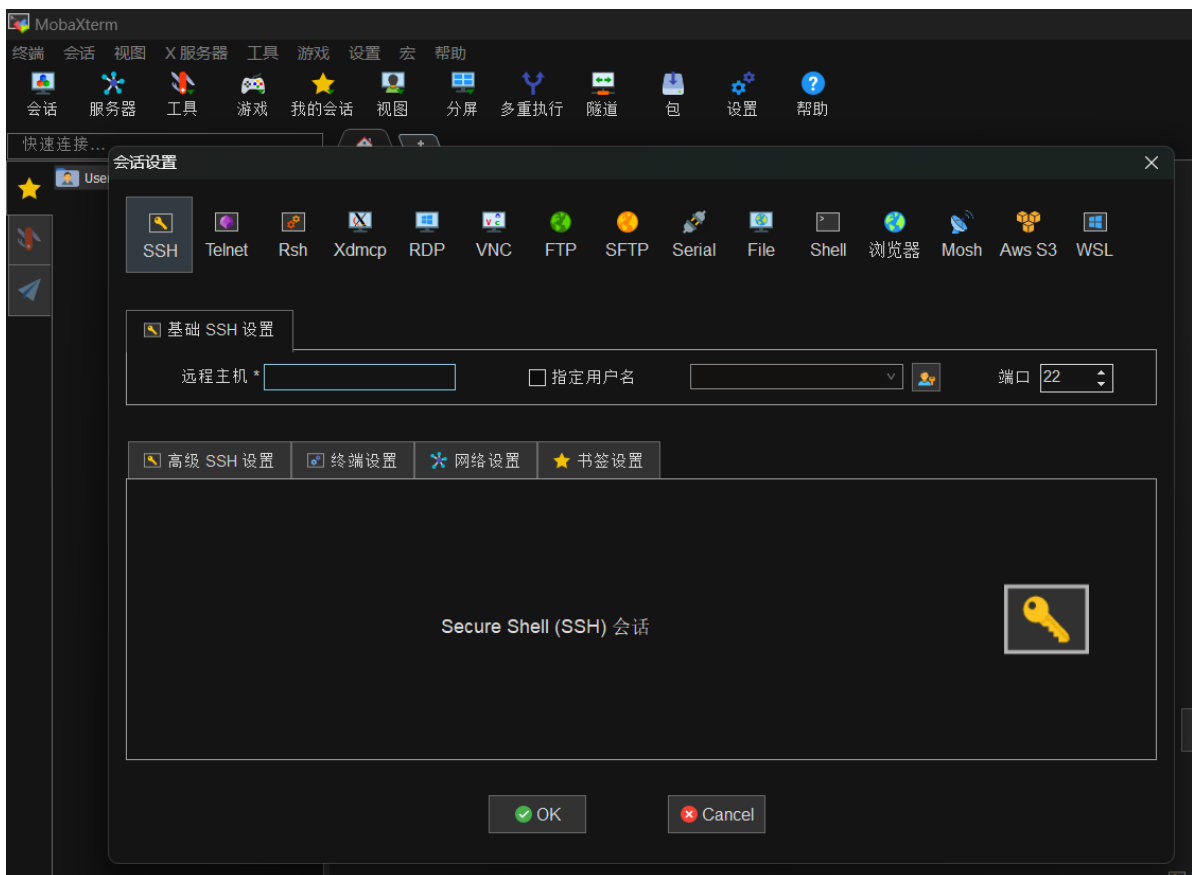 MobaXterm
终端 会话 视图 X 服务器 工具 游戏 设置 宏 帮助
会话 服务器 工具 游戏 我的会话 视图 分屏 多重执行 隧道 包 设置 帮助
快速连接...
会话设置
Use
SSH Telnet Rsh Xdmcp RDP VNC FTP SFTP Serial File Shell 浏览器 Mosh Aws S3 WSL
基础 SSH 设置
远程主机 * 指定用户名 端口 22
高级 SSH 设置 终端设置 网络设置 书签设置
Secure Shell (SSH) 会话
OK Cancel